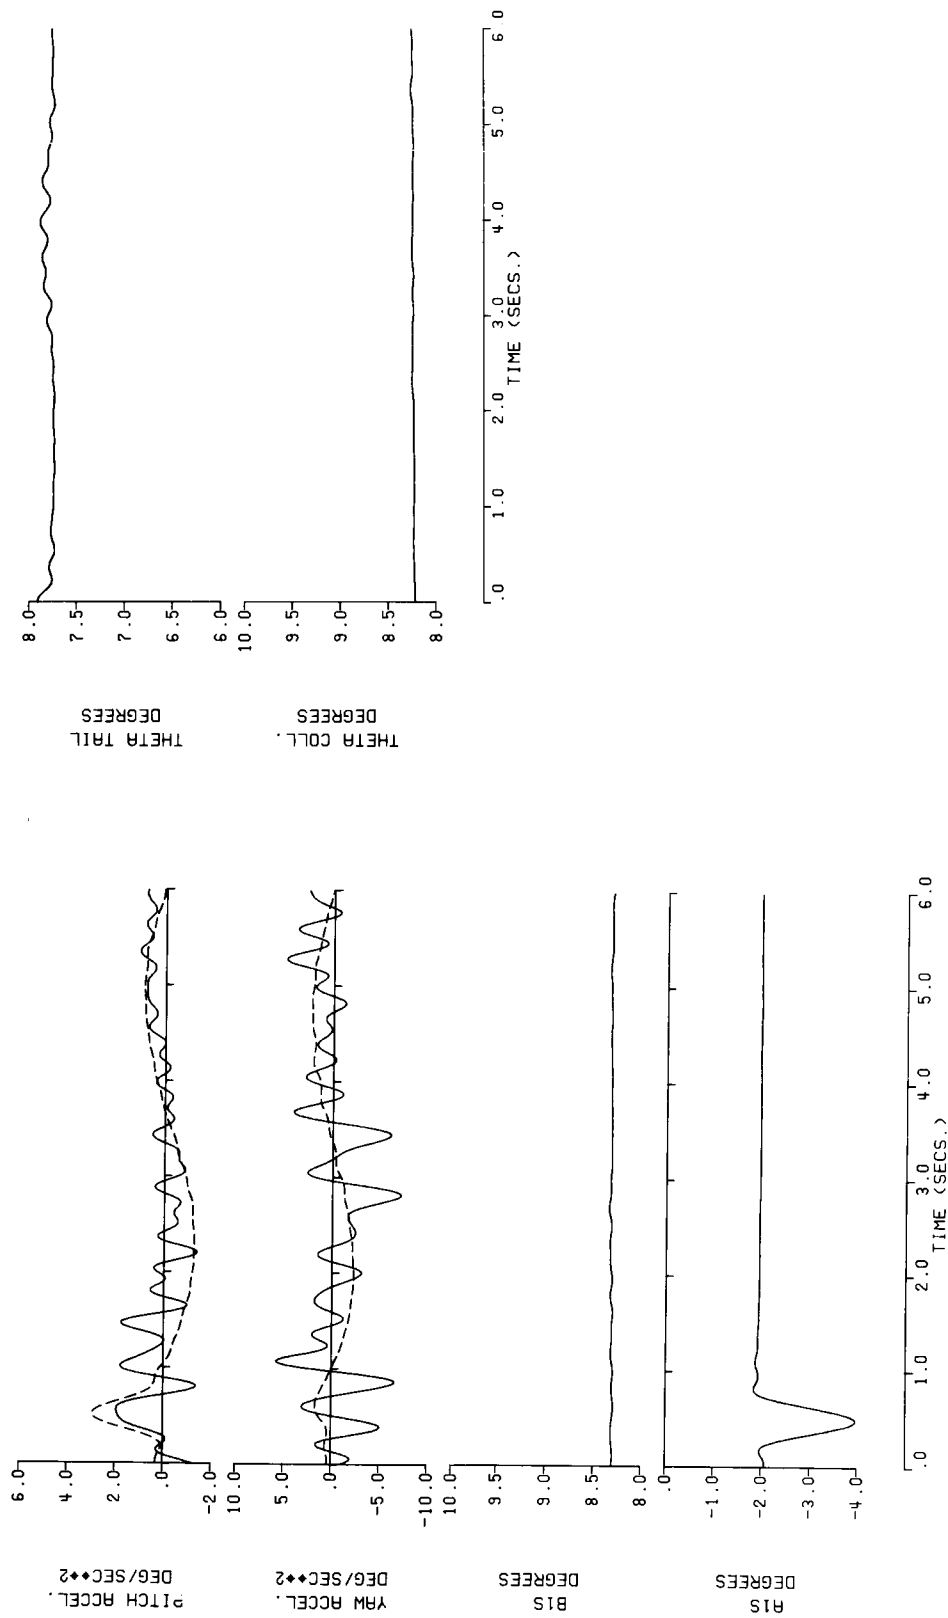 PITCH ACCEL.
DEG/SEC**2
6.0
4.0
2.0
.0
-2.0
YAW ACCEL.
DEG/SEC**2
10.0
5.0
.0
-5.0
-10.0
B1S
DEGREES
10.0
9.5
9.0
8.5
8.0
A1S
DEGREES
.0
-1.0
-2.0
-3.0
-4.0
.0 1.0 2.0 3.0 4.0 5.0 6.0
TIME (SECS.)
THETA TAIL
DEGREES
8.0
7.5
7.0
6.5
6.0
THETA COLL.
DEGREES
10.0
9.5
9.0
8.5
8.0
.0 1.0 2.0 3.0 4.0 5.0 6.0
TIME (SECS.)